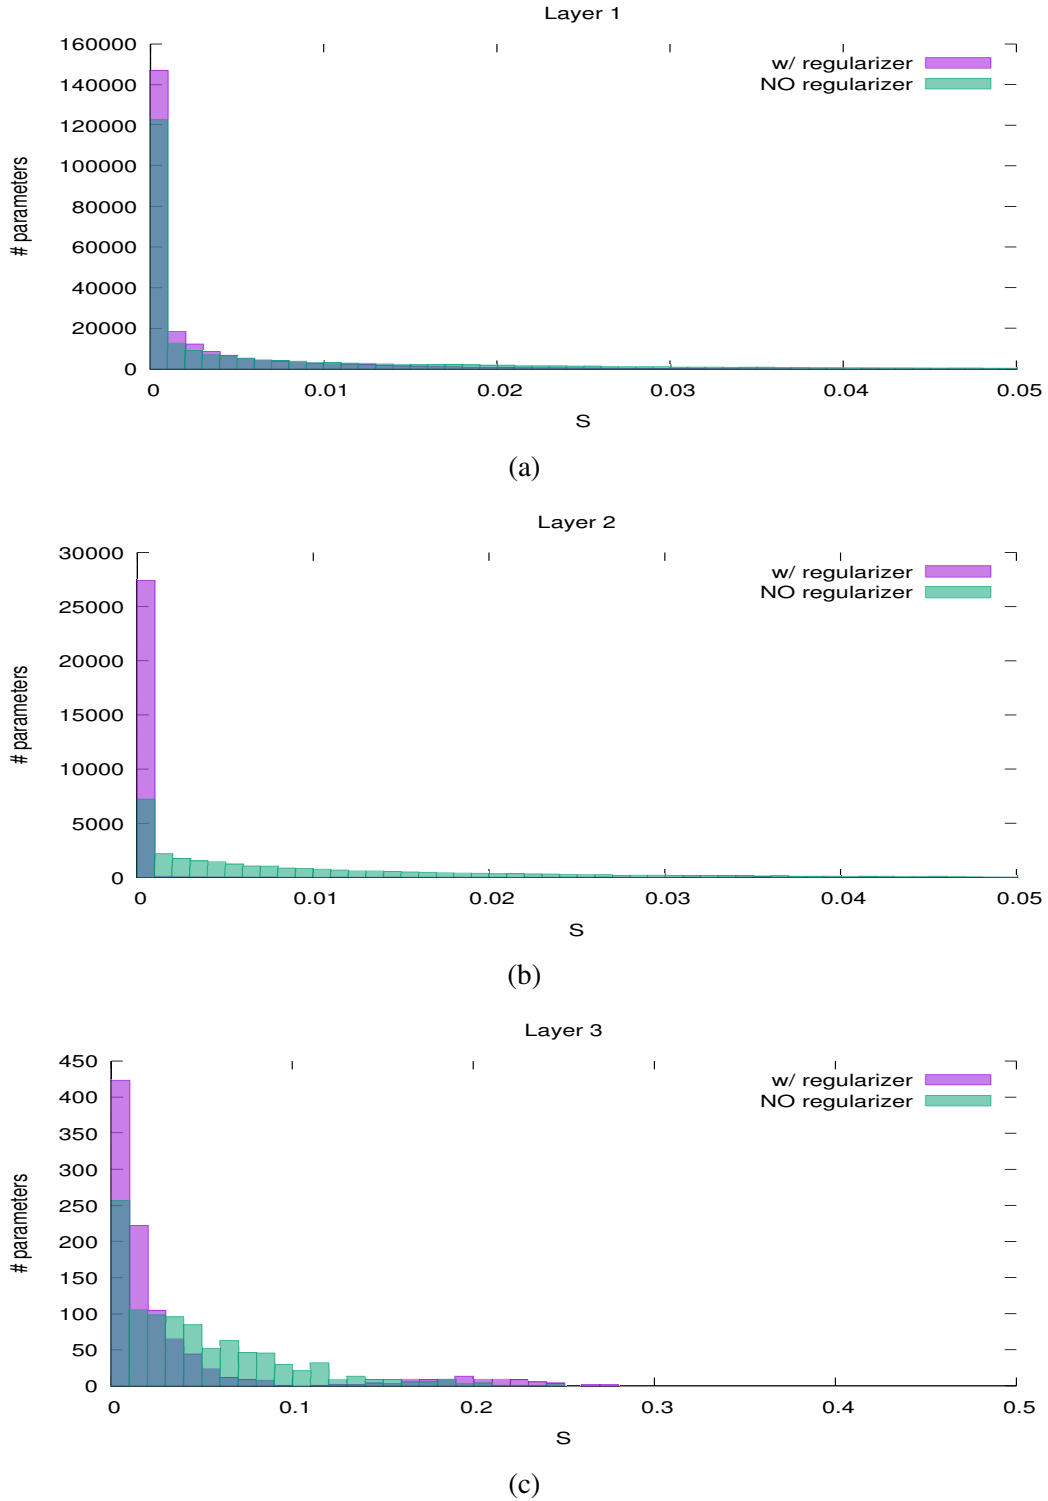 Layer 1
160000
140000
120000
100000
80000
60000
40000
20000
0
# parameters
w/ regularizer
NO regularizer
0 0.01 0.02 0.03 0.04 0.05
S
(a)
Layer 2
30000
25000
20000
15000
10000
5000
0
# parameters
w/ regularizer
NO regularizer
0 0.01 0.02 0.03 0.04 0.05
S
(b)
Layer 3
450
400
350
300
250
200
150
100
50
0
# parameters
w/ regularizer
NO regularizer
0 0.1 0.2 0.3 0.4 0.5
S
(c)